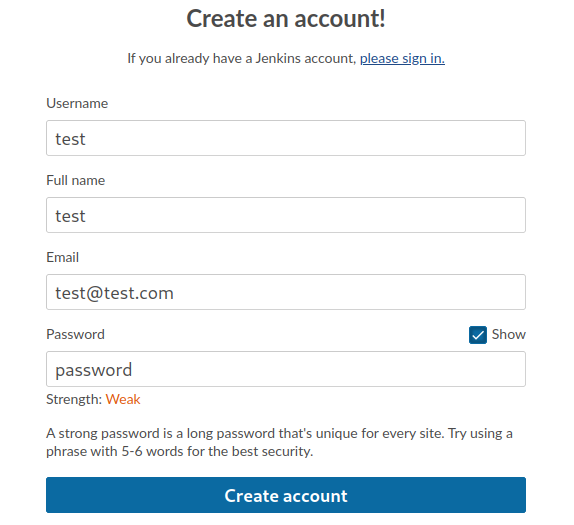 Create an account!
If you already have a Jenkins account, please sign in.
Username
test
Full name
test
Email
test@test.com
Password
Show
password
Strength: Weak
A strong password is a long password that's unique for every site. Try using a
phrase with 5-6 words for the best security.
Create account